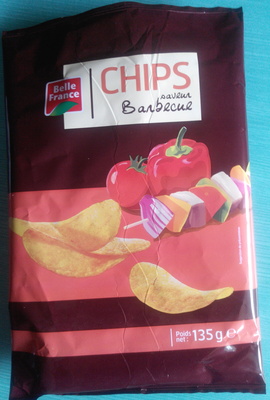 Belle
France
CHIPS
saveur
Barbecue
Poids
net :
135 g e